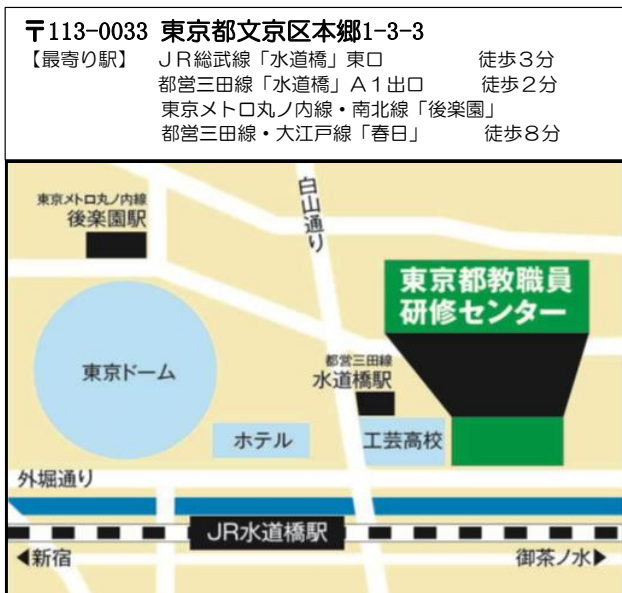 〒113-0033 東京都文京区本郷1-3-3
【最寄り駅】 ＪＲ総武線「水道橋」東口 徒歩３分
都営三田線「水道橋」Ａ１出口 徒歩２分
東京メトロ丸ノ内線・南北線「後楽園」
都営三田線・大江戸線「春日」 徒歩８分
東京メトロ丸ノ内線
後楽園駅
白山通り
東京都教職員
研修センター
東京ドーム
都営三田線
水道橋駅
ホテル
工芸高校
外堀通り
JR水道橋駅
◀新宿
御茶ノ水▶